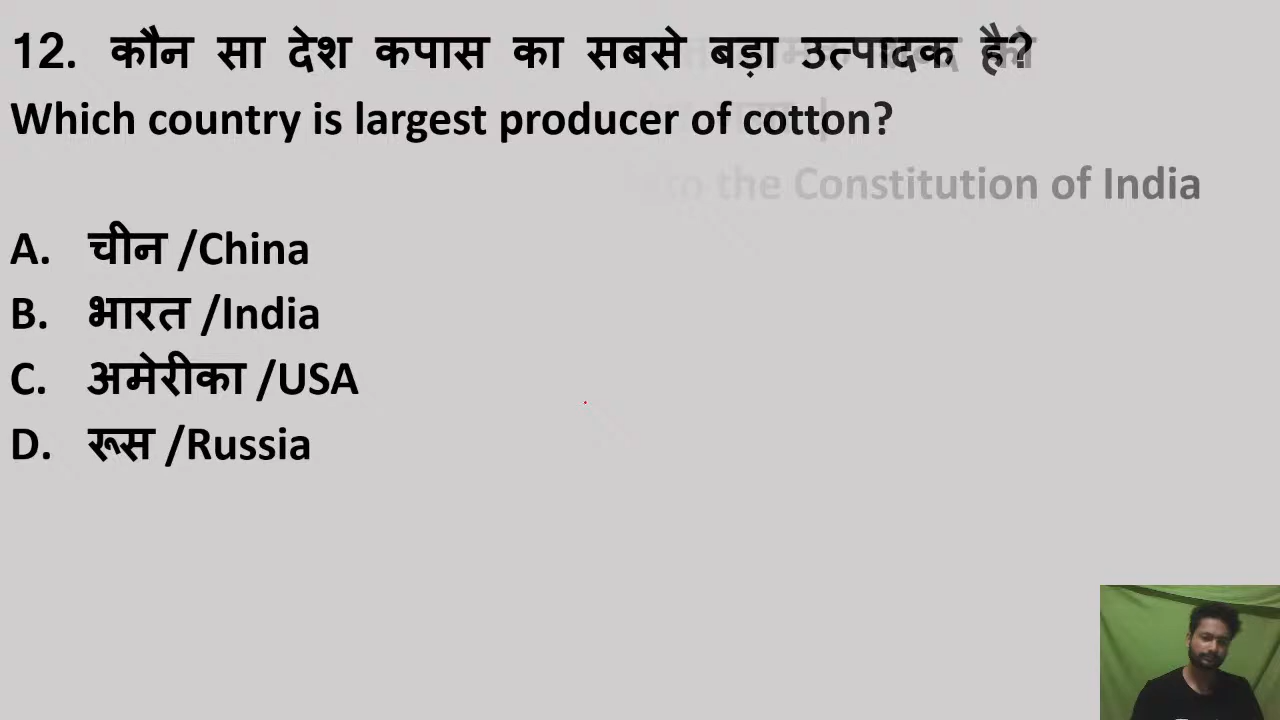 12. कौन सा देश कपास का सबसे बड़ा उत्पादक है?
Which country is largest producer of cotton?
the Constitution of India
A. चीन /China
B. भारत /India
C. अमेरीका /USA
D. रूस /Russia